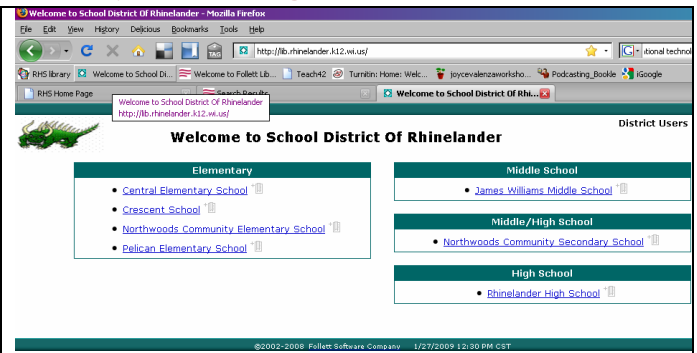 Welcome to School District Of Rhinelander - Mozilla Firefox
File Edit View History Delicious Bookmarks Tools Help
TAG http://lib.rhinelander.k12.wi.us/ G itional technol
RHS library Welcome to School Di... Welcome to Follett Lib... Teach42 Turnitin: Home: Welc... joycevalenzaworksho... Podcasting_Bookle iGoogle
RHS Home Page Search Results Welcome to School District Of Rhi...
Welcome to School District Of Rhinelander
http://lib.rhinelander.k12.wi.us/
District Users
Welcome to School District Of Rhinelander
Elementary
• Central Elementary School
• Crescent School
• Northwoods Community Elementary School
• Pelican Elementary School
Middle School
• James Williams Middle School
Middle/High School
• Northwoods Community Secondary School
High School
• Rhinelander High School
©2002-2008 Follett Software Company 1/27/2009 12:30 PM CST